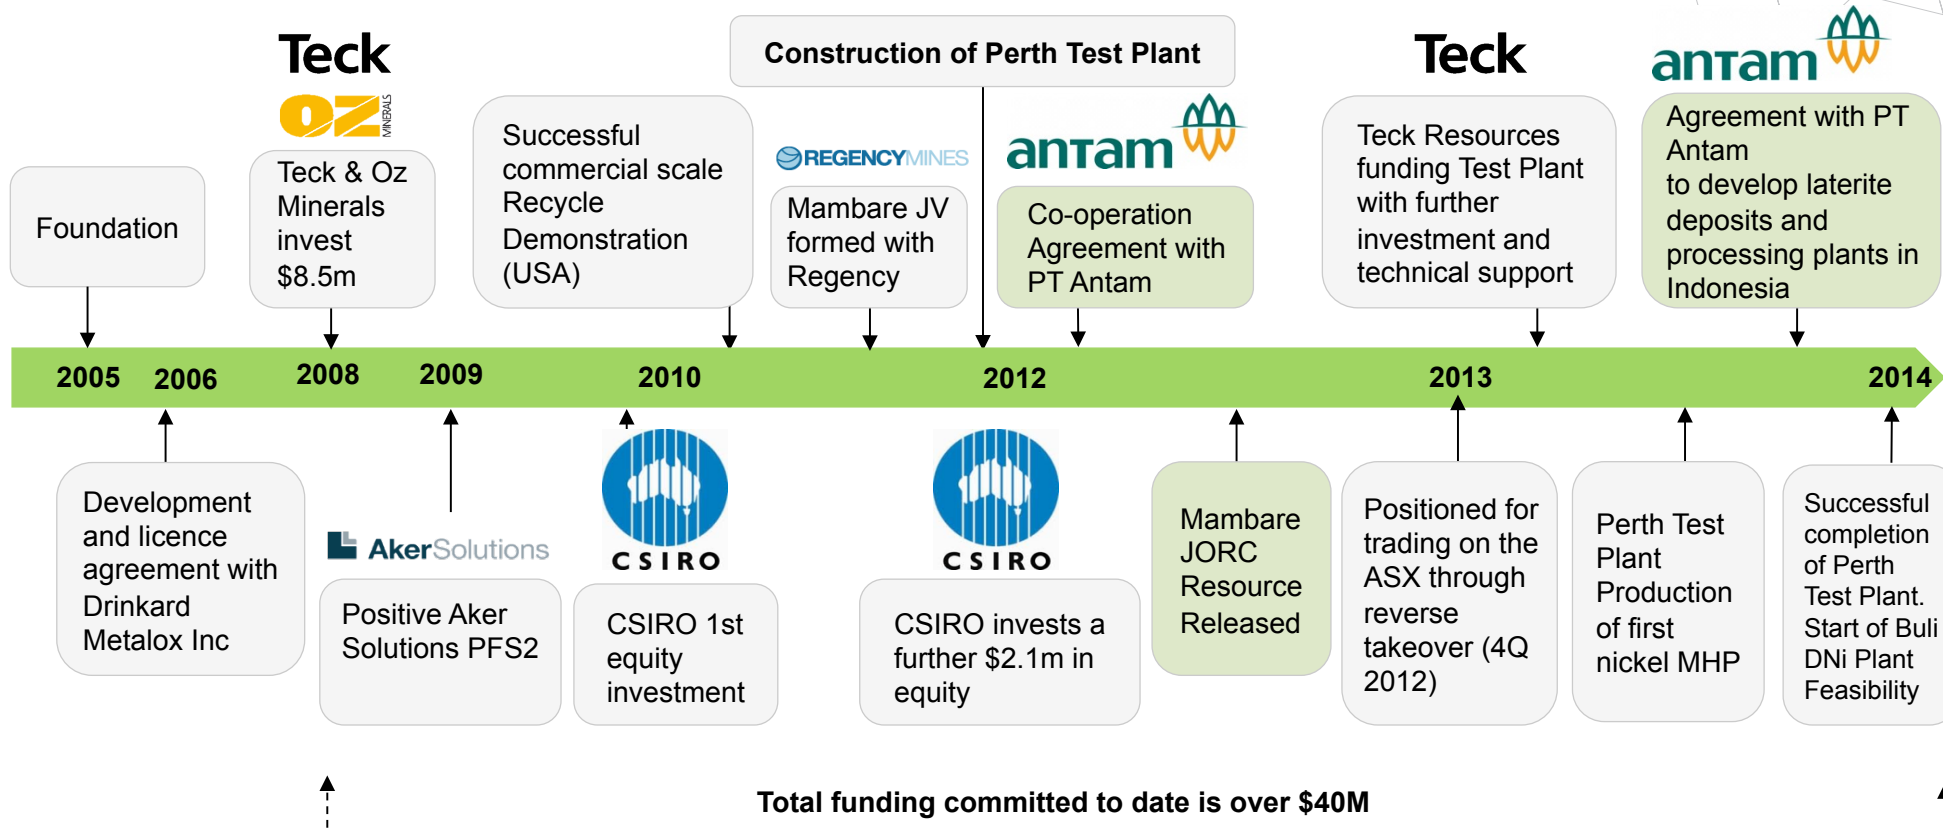 Teck
OZ
MINERALS
Construction of Perth Test Plant
Teck
anTam
Foundation
Teck & Oz
Minerals
invest
$8.5m
Successful
commercial scale
Recycle
Demonstration
(USA)
REGENCYMINES
Mambare JV
formed with
Regency
anTam
Co-operation
Agreement with
PT Antam
Teck Resources
funding Test Plant
with further
investment and
technical support
Agreement with PT
Antam
to develop laterite
deposits and
processing plants in
Indonesia
2005 2006 2008 2009 2010 2012 2013 2014
Development
and licence
agreement with
Drinkard
Metalox Inc
AkerSolutions
Positive Aker
Solutions PFS2
CSIRO
CSIRO 1st
equity
investment
CSIRO
CSIRO invests a
further $2.1m in
equity
Mambare
JORC
Resource
Released
Positioned for
trading on the
ASX through
reverse
takeover (4Q
2012)
Perth Test
Plant
Production
of first
nickel MHP
Successful
completion
of Perth
Test Plant.
Start of Buli
DNi Plant
Feasibility
Total funding committed to date is over $40M